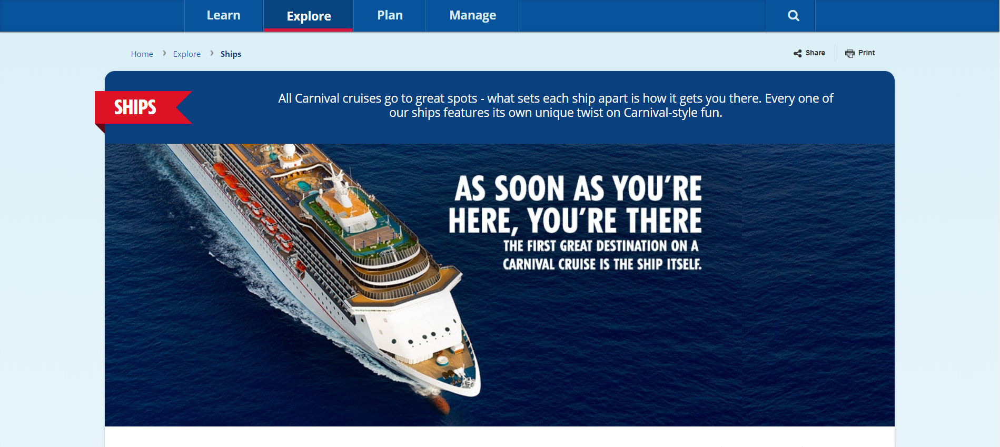 Learn
Explore
Plan
Manage
Home
Explore
Ships
Share
Print
SHIPS
All Carnival cruises go to great spots - what sets each ship apart is how it gets you there. Every one of
our ships features its own unique twist on Carnival-style fun.
AS SOON AS YOU'RE
HERE, YOU'RE THERE
THE FIRST GREAT DESTINATION ON A
CARNIVAL CRUISE IS THE SHIP ITSELF.